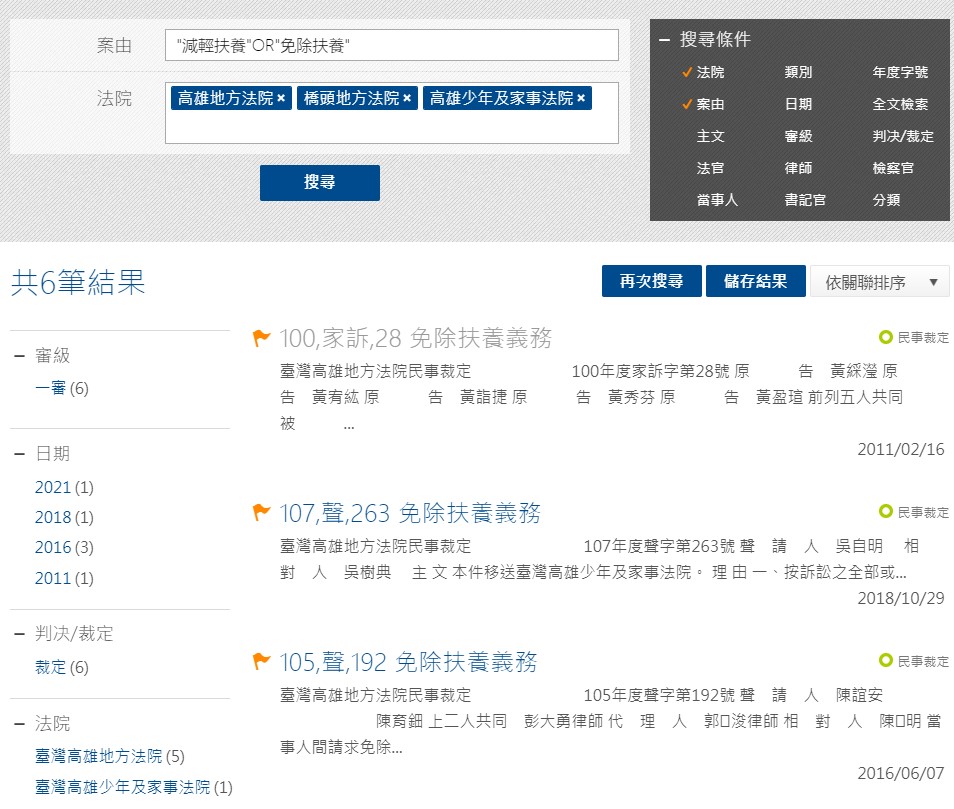 案由 "減輕扶養"OR"免除扶養"
法院 高雄地方法院× 橋頭地方法院× 高雄少年及家事法院×
搜尋
– 搜尋條件
✓法院 類別 年度字號
✓案由 日期 全文檢索
主文 審級 判決/裁定
法官 律師 檢察官
當事人 書記官 分類
共6筆結果
再次搜尋 儲存結果 依關聯排序 ▼
– 審級
一審 (6)
– 日期
2021 (1)
2018 (1)
2016 (3)
2011 (1)
– 判決/裁定
裁定 (6)
– 法院
臺灣高雄地方法院 (5)
臺灣高雄少年及家事法院 (1)
100,家訴,28 免除扶養義務 民事裁定
臺灣高雄地方法院民事裁定 100年度家訴字第28號 原 告 黃綵瀅 原
告 黃宥紘 原 告 黃詣捷 原 告 黃秀芬 原 告 黃盈瑄 前列五人共同
被 ...
2011/02/16
107,聲,263 免除扶養義務 民事裁定
臺灣高雄地方法院民事裁定 107年度聲字第263號 聲 請 人 吳自明 相
對 人 吳樹典 主 文 本件移送臺灣高雄少年及家事法院。 理 由 一、按訴訟之全部或...
2018/10/29
105,聲,192 免除扶養義務 民事裁定
臺灣高雄地方法院民事裁定 105年度聲字第192號 聲 請 人 陳誼安
陳育鈿 上二人共同 彭大勇律師 代 理 人 郭▯浚律師 相 對 人 陳▯明 當
事人間請求免除...
2016/06/07